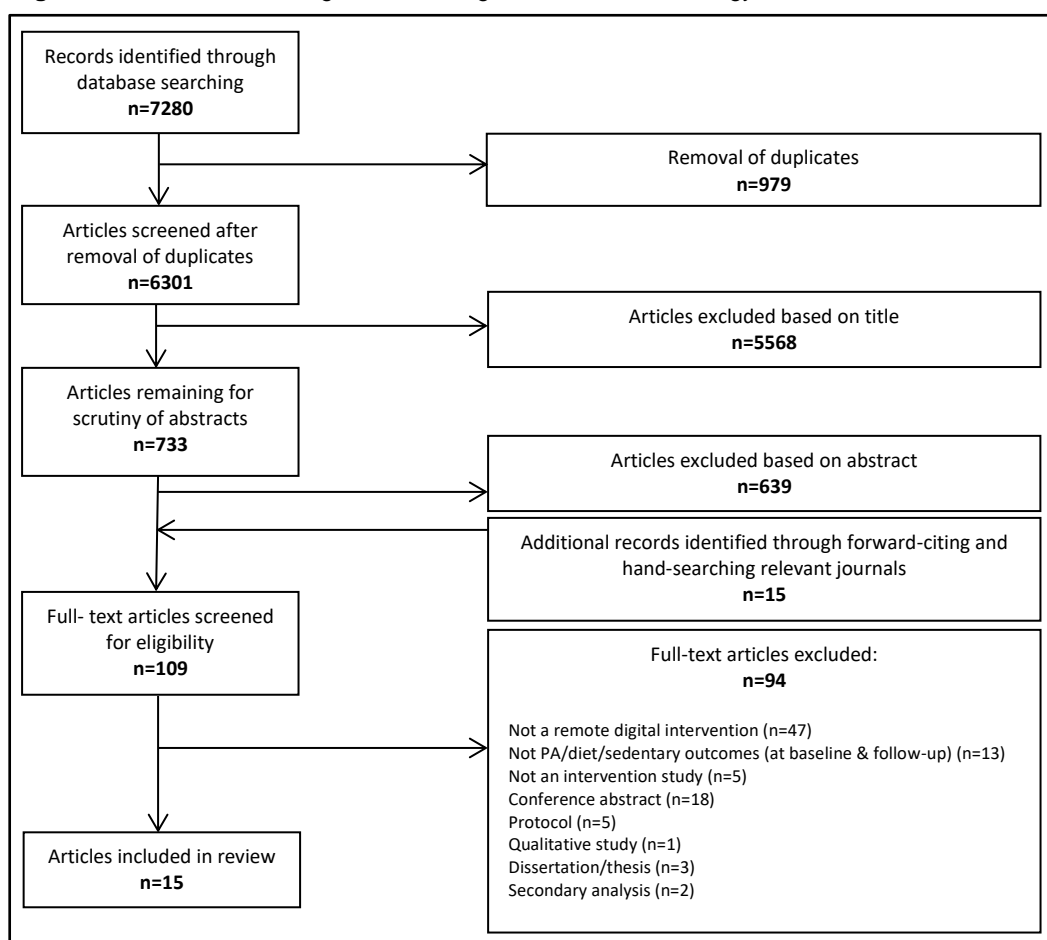 Records identified through
database searching
n=7280
Removal of duplicates
n=979
Articles screened after
removal of duplicates
n=6301
Articles excluded based on title
n=5568
Articles remaining for
scrutiny of abstracts
n=733
Articles excluded based on abstract
n=639
Additional records identified through forward-citing and
hand-searching relevant journals
n=15
Full- text articles screened
for eligibility
n=109
Full-text articles excluded:
n=94
Not a remote digital intervention (n=47)
Not PA/diet/sedentary outcomes (at baseline & follow-up) (n=13)
Not an intervention study (n=5)
Conference abstract (n=18)
Protocol (n=5)
Qualitative study (n=1)
Dissertation/thesis (n=3)
Secondary analysis (n=2)
Articles included in review
n=15